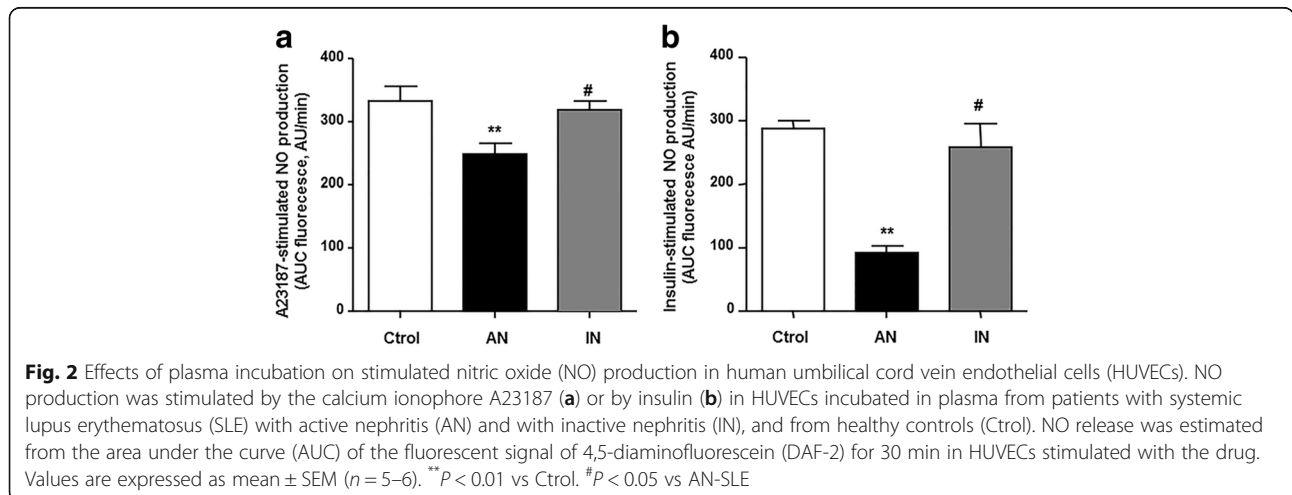 a
A23187-stimulated NO production
(AUC fluorecesce, AU/min)
400
300
200
100
0
**
#
Ctrol
AN
IN
b
Insulin-stimulated NO production
(AUC fluorecesce AU/min)
400
300
200
100
0
**
#
Ctrol
AN
IN
Fig. 2 Effects of plasma incubation on stimulated nitric oxide (NO) production in human umbilical cord vein endothelial cells (HUVECs). NO
production was stimulated by the calcium ionophore A23187 (a) or by insulin (b) in HUVECs incubated in plasma from patients with systemic
lupus erythematosus (SLE) with active nephritis (AN) and with inactive nephritis (IN), and from healthy controls (Ctrol). NO release was estimated
from the area under the curve (AUC) of the fluorescent signal of 4,5-diaminofluorescein (DAF-2) for 30 min in HUVECs stimulated with the drug.
Values are expressed as mean ± SEM (n = 5–6). **P < 0.01 vs Ctrol. #P < 0.05 vs AN-SLE